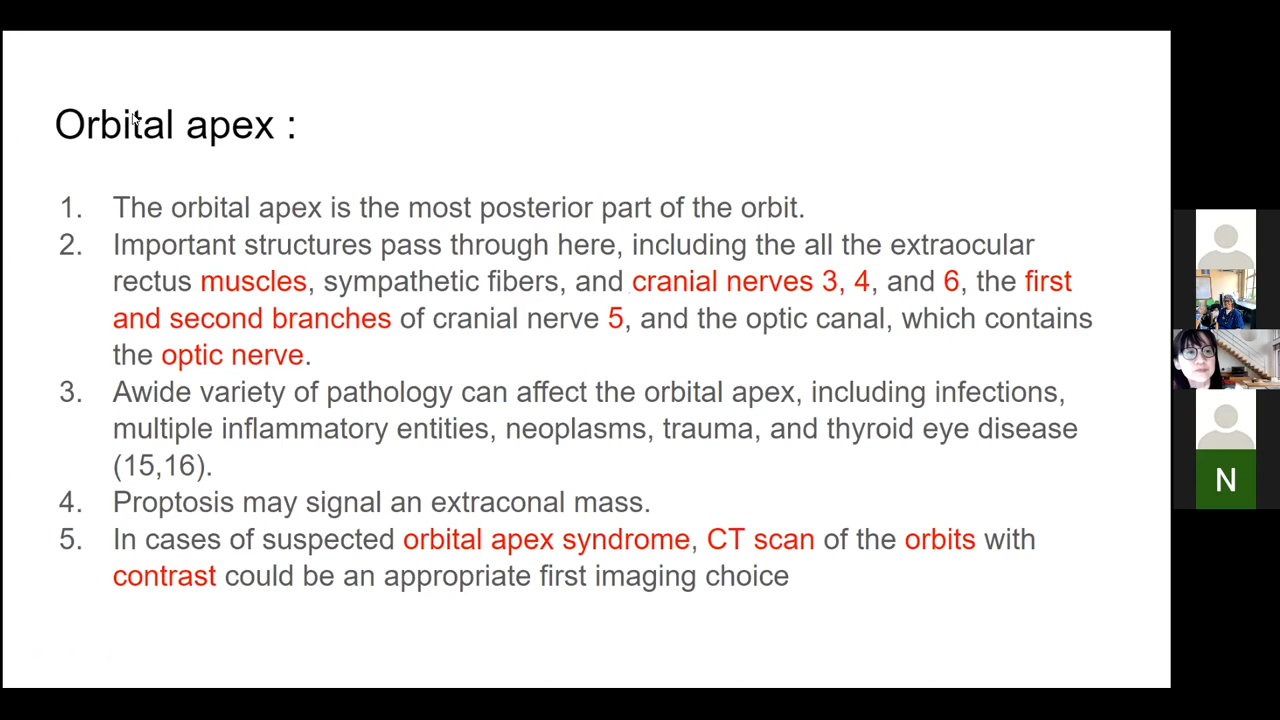 Orbital apex :
1. The orbital apex is the most posterior part of the orbit.
2. Important structures pass through here, including the all the extraocular
rectus muscles, sympathetic fibers, and cranial nerves 3, 4, and 6, the first
and second branches of cranial nerve 5, and the optic canal, which contains
the optic nerve.
3. Awide variety of pathology can affect the orbital apex, including infections,
multiple inflammatory entities, neoplasms, trauma, and thyroid eye disease
(15,16).
4. Proptosis may signal an extraconal mass.
5. In cases of suspected orbital apex syndrome, CT scan of the orbits with
contrast could be an appropriate first imaging choice
N